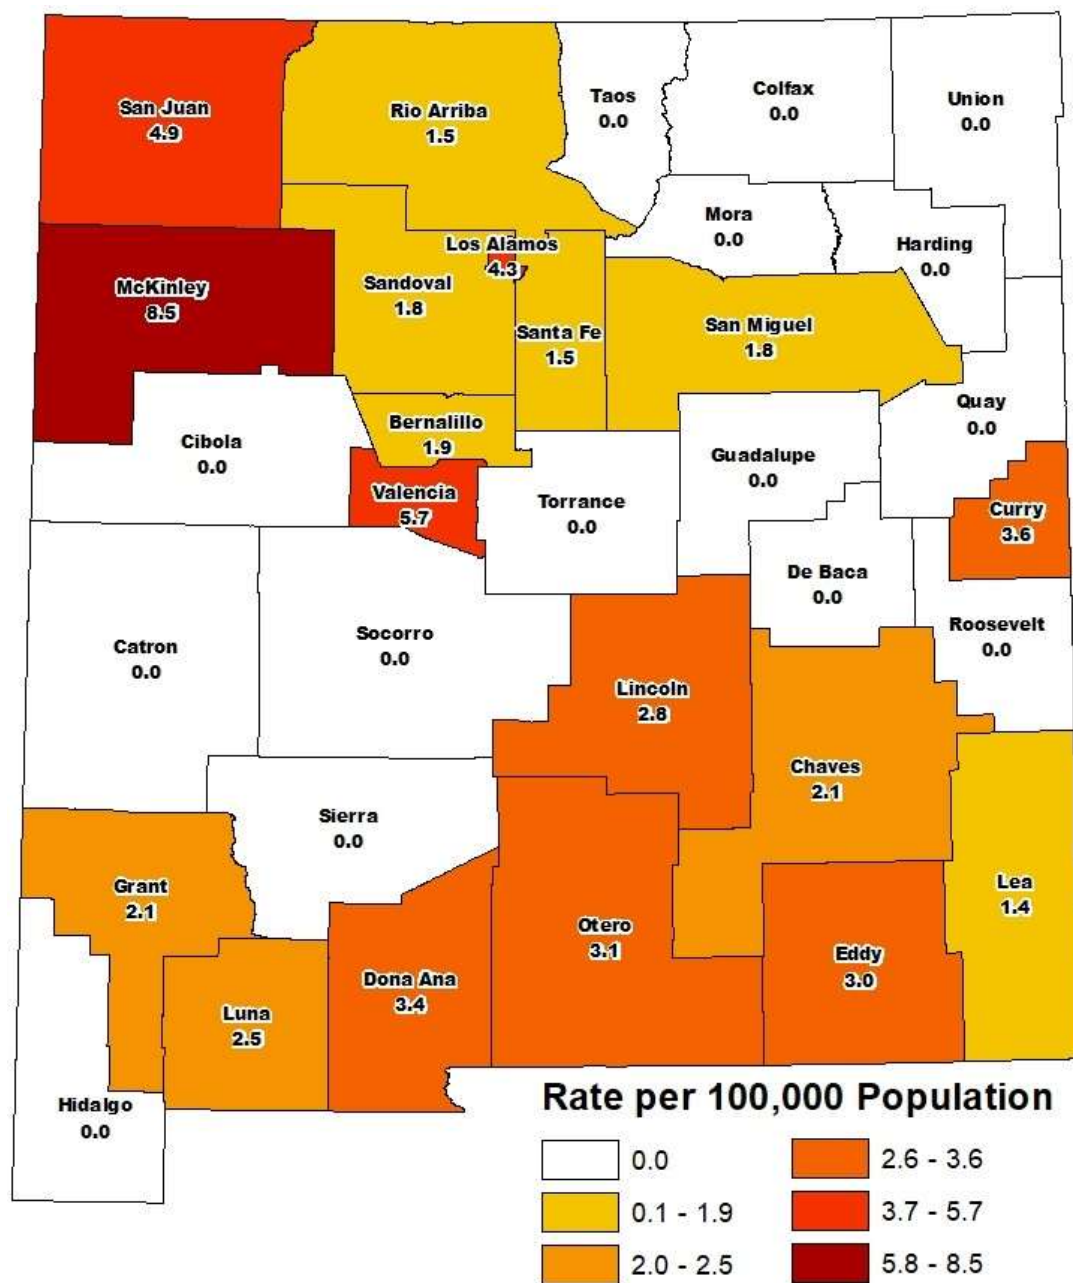 San Juan
4.9
Rio Arriba
1.5
Taos
0.0
Colfax
0.0
Union
0.0
Mora
0.0
Harding
0.0
Los Alamos
4.3
McKinley
8.5
Sandoval
1.8
Santa Fe
1.5
San Miguel
1.8
Quay
0.0
Bernalillo
1.9
Cibola
0.0
Guadalupe
0.0
Valencia
5.7
Torrance
0.0
Curry
3.6
De Baca
0.0
Roosevelt
0.0
Catron
0.0
Socorro
0.0
Lincoln
2.8
Chaves
2.1
Sierra
0.0
Grant
2.1
Lea
1.4
Otero
3.1
Eddy
3.0
Dona Ana
3.4
Luna
2.5
Hidalgo
0.0
Rate per 100,000 Population
0.0
0.1 - 1.9
2.0 - 2.5
2.6 - 3.6
3.7 - 5.7
5.8 - 8.5